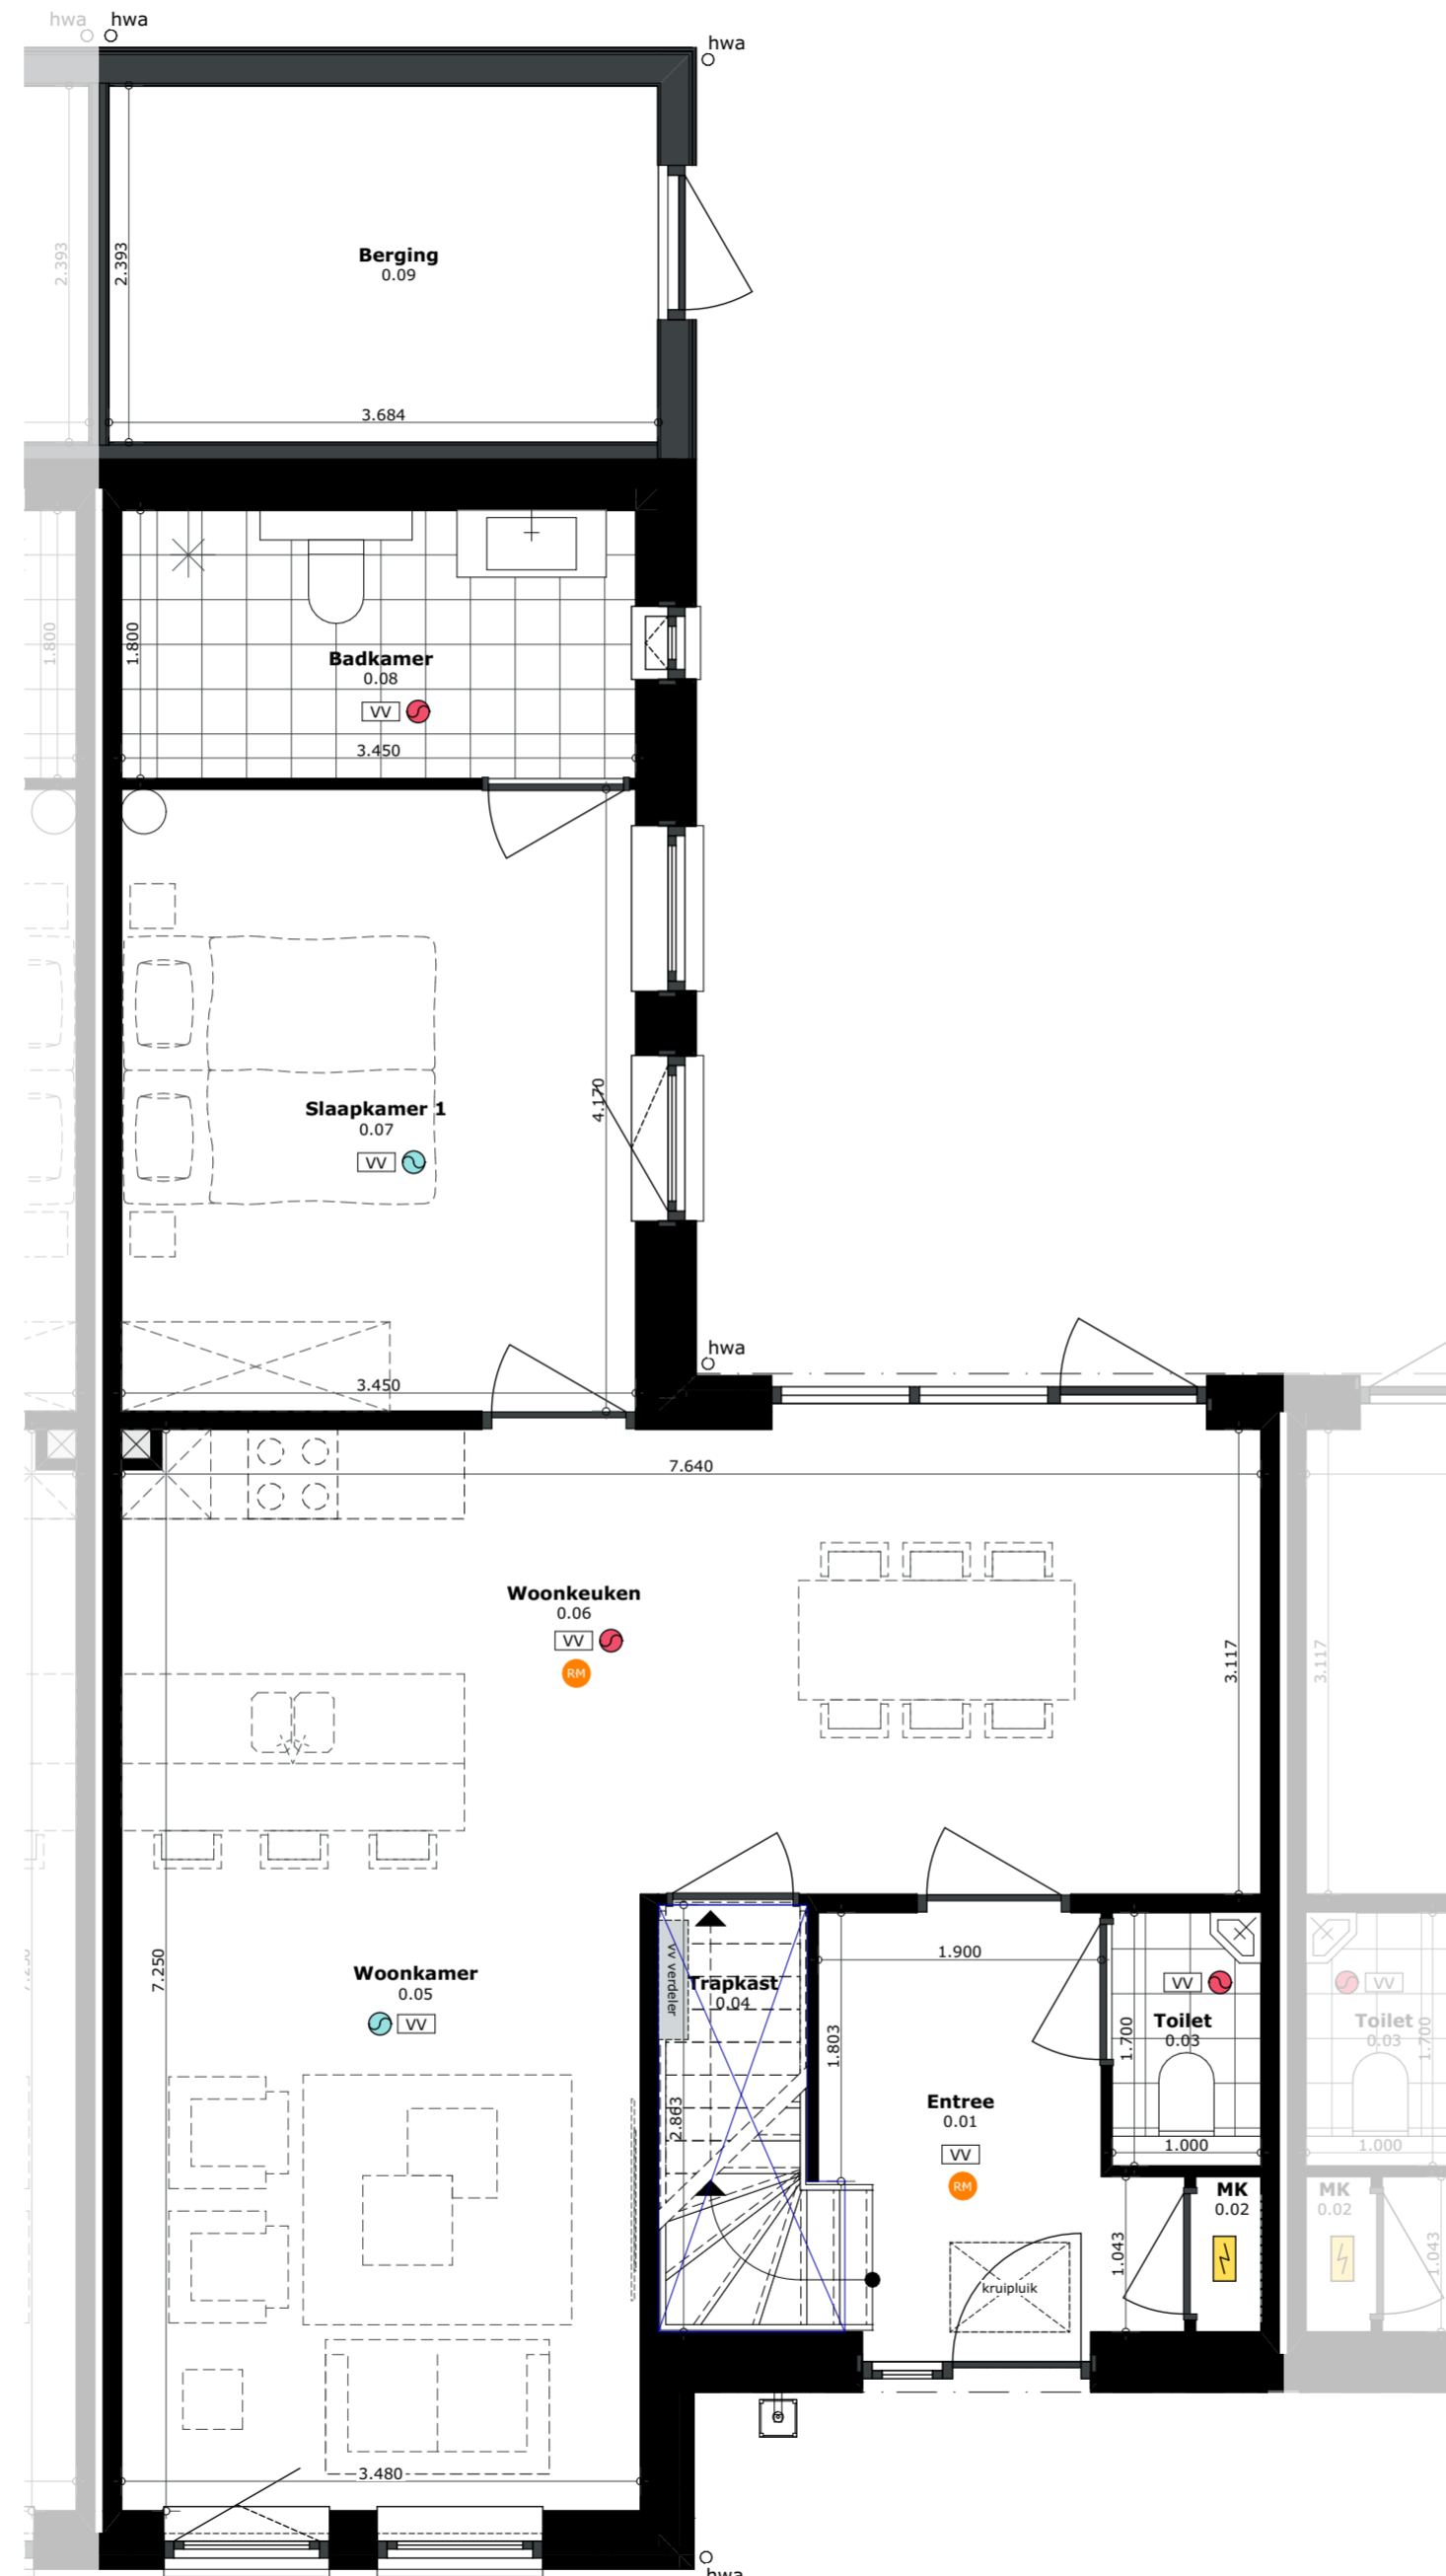 hwa
hwa
hwa
2.393
2.393
Berging
0.09
3.684
1.800
1.800
Badkamer
0.08
VV
3.450
4.170
Slaapkamer 1
0.07
VV
hwa
3.450
7.640
Woonkeuken
0.06
VV
RM
3.117
3.117
7.250
Woonkamer
0.05
VV
vv verdeler
Trapkast
0.04
2.863
1.803
1.900
Entree
0.01
VV
RM
kruipluik
1.700
VV
Toilet
0.03
1.000
MK
0.02
1.043
VV
Toilet
0.03
1.700
1.000
MK
0.02
1.043
3.480
hwa